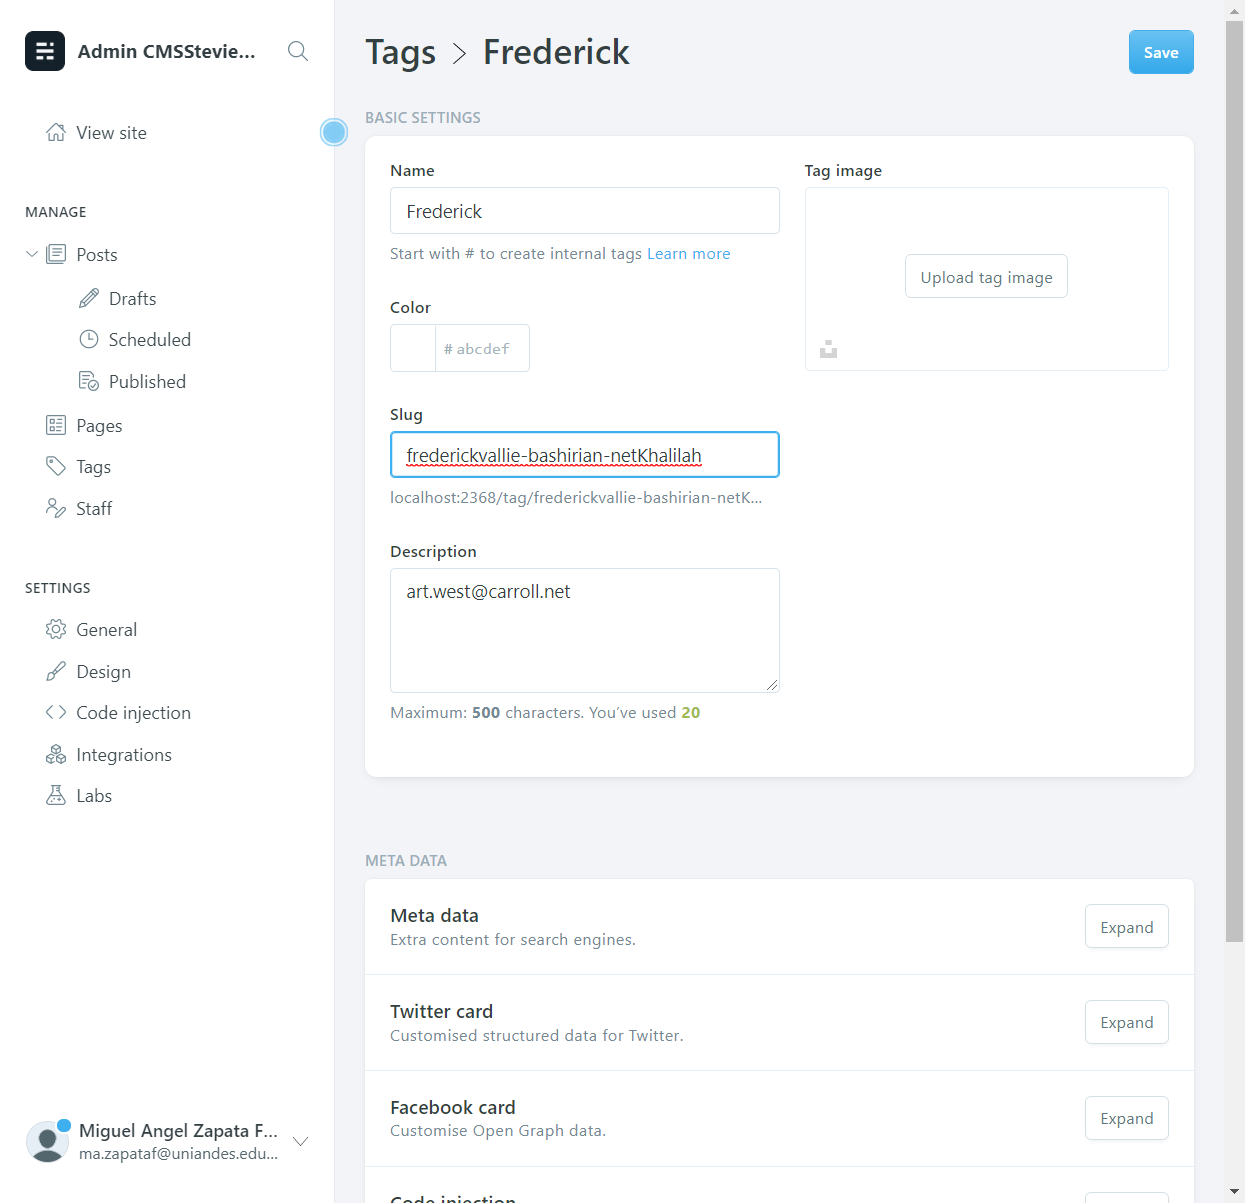 Admin CMSStevie...
View site
MANAGE
Posts
Drafts
Scheduled
Published
Pages
Tags
Staff
SETTINGS
General
Design
Code injection
Integrations
Labs
Miguel Angel Zapata F...
ma.zapataf@uniandes.edu...
Tags > Frederick
Save
BASIC SETTINGS
Name
Frederick
Start with # to create internal tags Learn more
Color
# abcdef
Slug
frederickvallie-bashirian-netKhalilah
localhost:2368/tag/frederickvallie-bashirian-netK...
Description
art.west@carroll.net
Maximum: 500 characters. You’ve used 20
Tag image
Upload tag image
META DATA
Meta data
Extra content for search engines.
Expand
Twitter card
Customised structured data for Twitter.
Expand
Facebook card
Customise Open Graph data.
Expand
Code injection